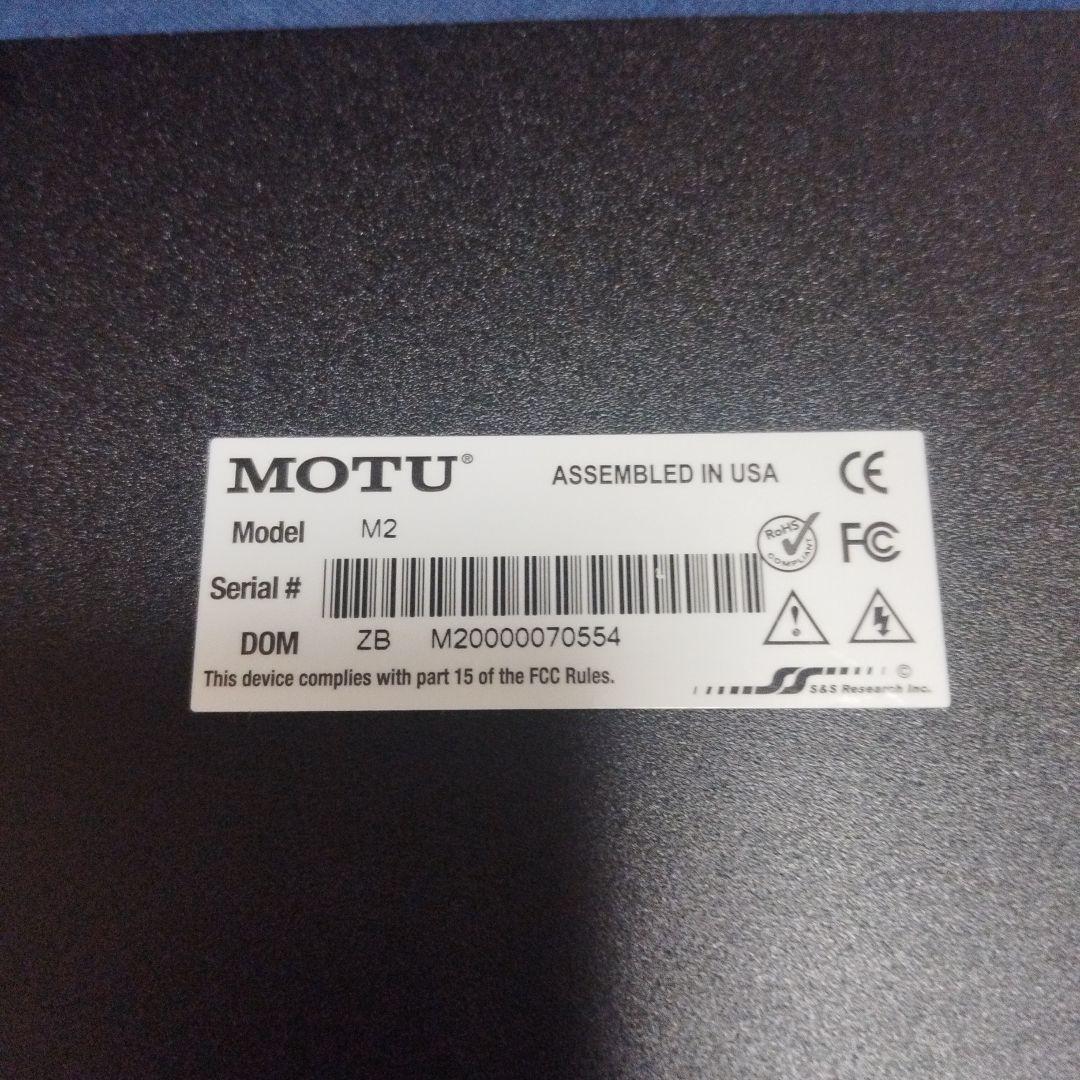 MOTU® ASSEMBLED IN USA CE
Model M2
RoHS COMPLIANT FC
Serial #
DOM ZB M20000070554
This device complies with part 15 of the FCC Rules.
SS ©
S&S Research Inc.